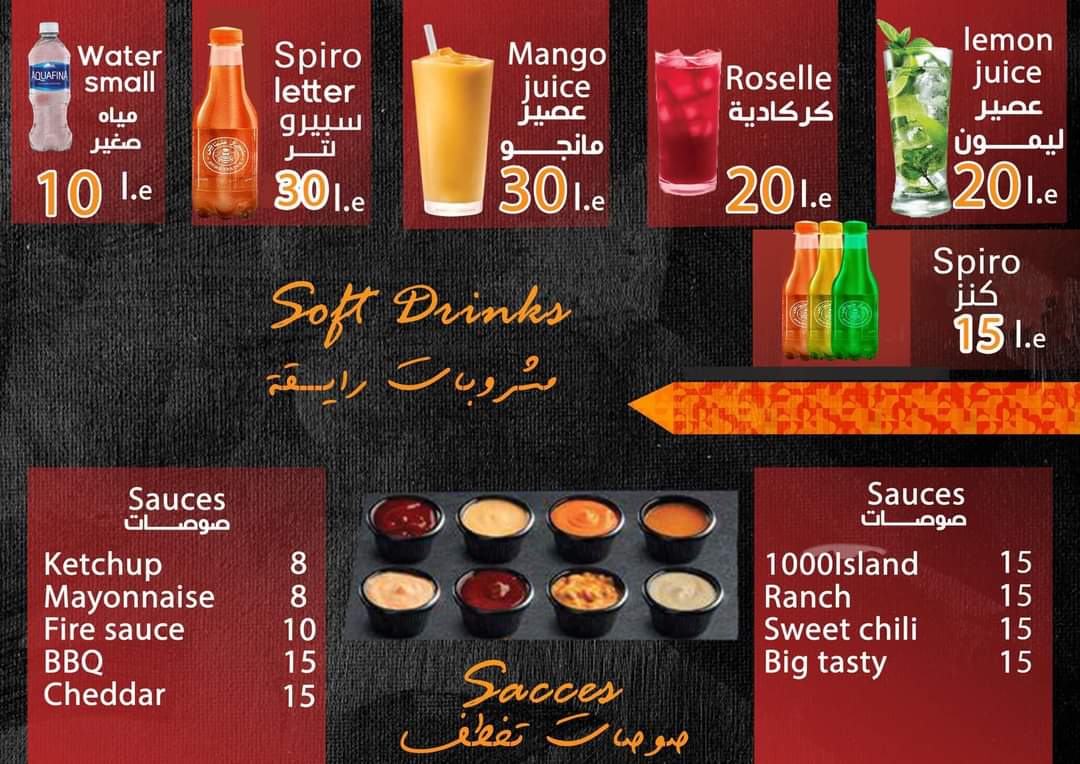 AQUAFINA
Water
small
مياه
صغير
10 l.e
Spiro
letter
سبيرو
لتر
30 l.e
Mango
juice
عصير
مانجو
30 l.e
Roselle
كركادية
20 l.e
lemon
juice
عصير
ليمون
20 l.e
Spiro
كنز
15 l.e
Soft Drinks
مشروبات رايقة
Sauces
صوصات
Ketchup 8
Mayonnaise 8
Fire sauce 10
BBQ 15
Cheddar 15
Sacces
صوصات تغطف
Sauces
صوصات
1000Island 15
Ranch 15
Sweet chili 15
Big tasty 15